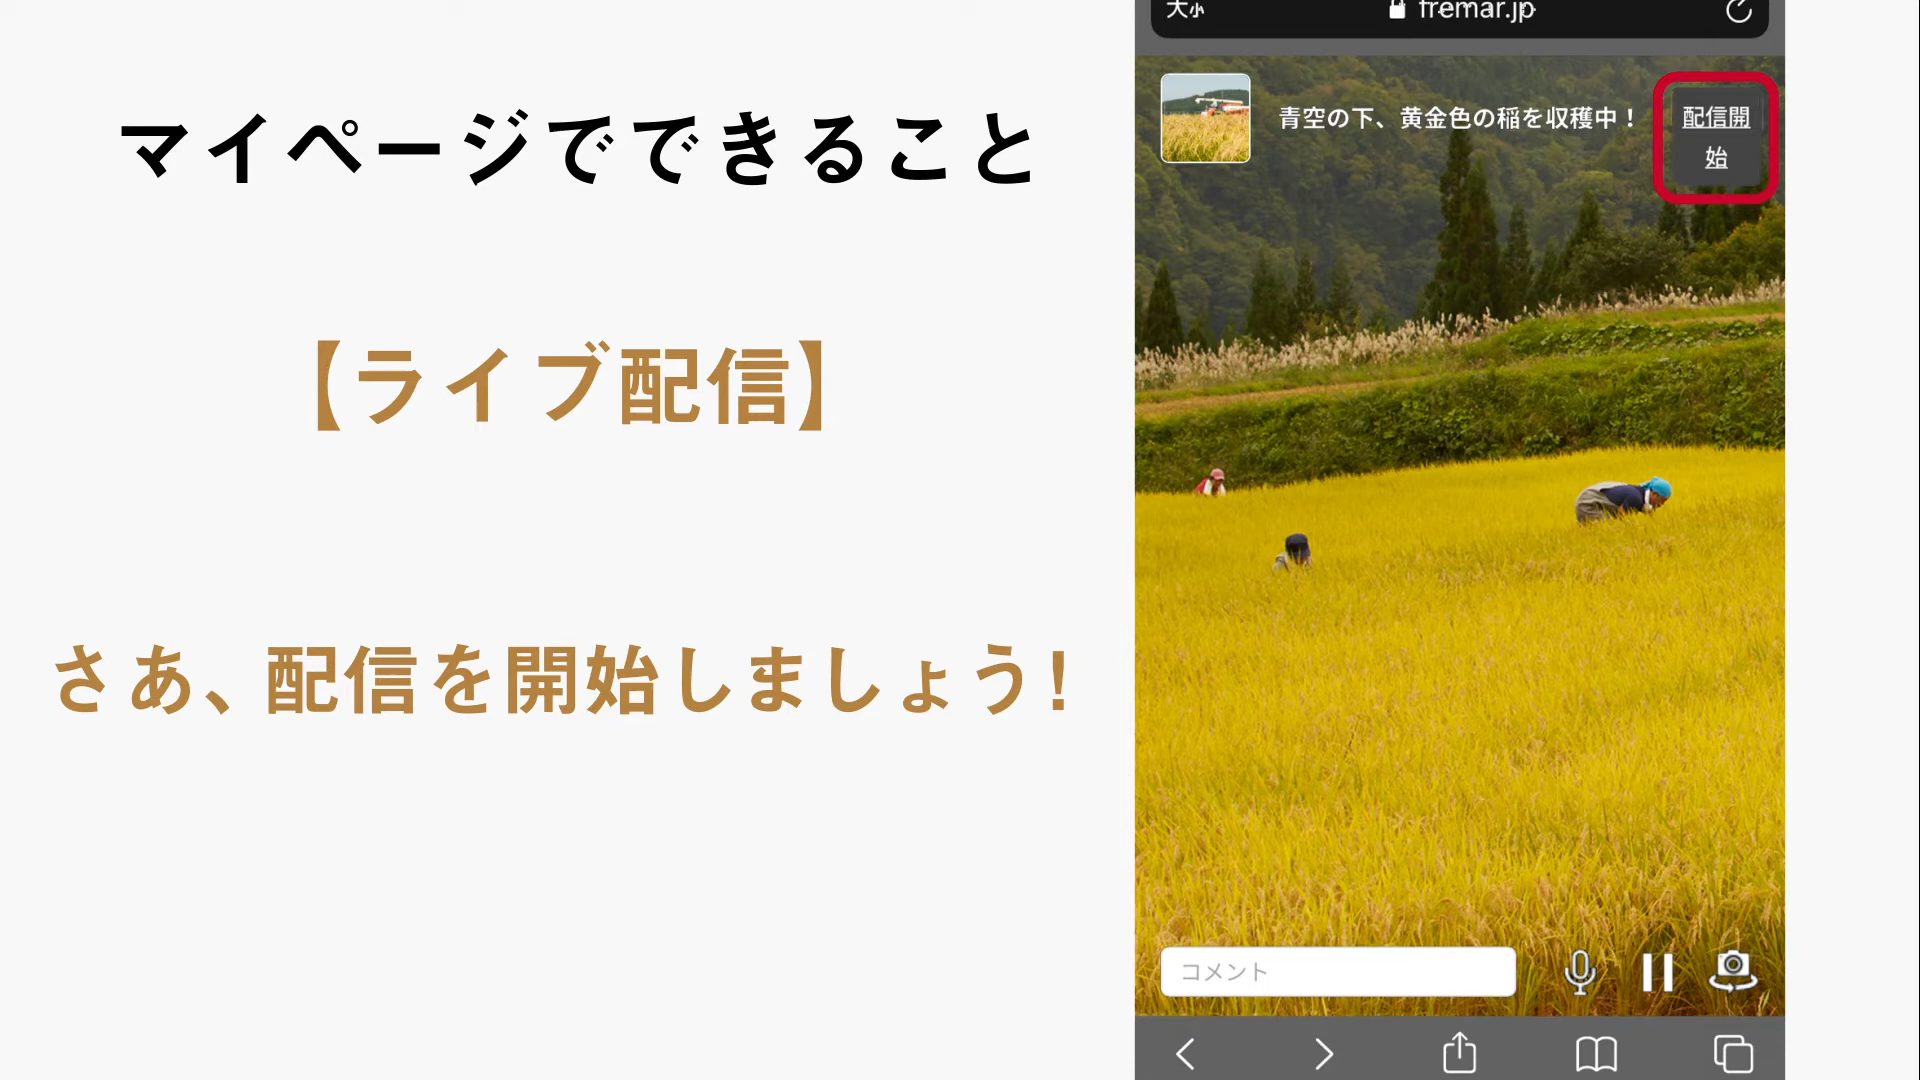 マイページでできること
【ライブ配信】
さあ、配信を開始しましょう!
大小
fremar.jp
青空の下、黄金色の稲を収穫中！
配信開
始
コメント